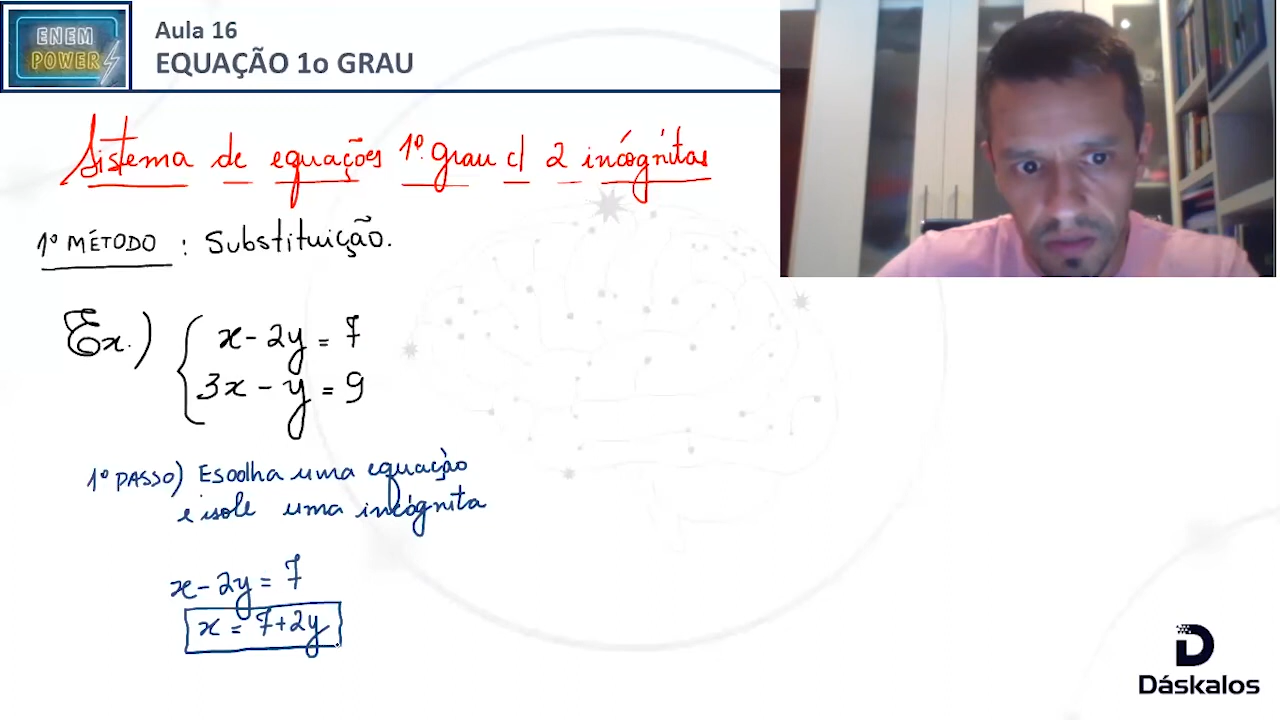 ENEM
POWER
Aula 16
EQUAÇÃO 1o GRAU
Sistema de equações 1º. grau c/ 2 incógnitas
1º MÉTODO : Substituição.
Ex.) { x - 2y = 7
3x - y = 9
1º PASSO) Escolha uma equação
e isole uma incógnita
x - 2y = 7
x = 7 + 2y
Dáskalos